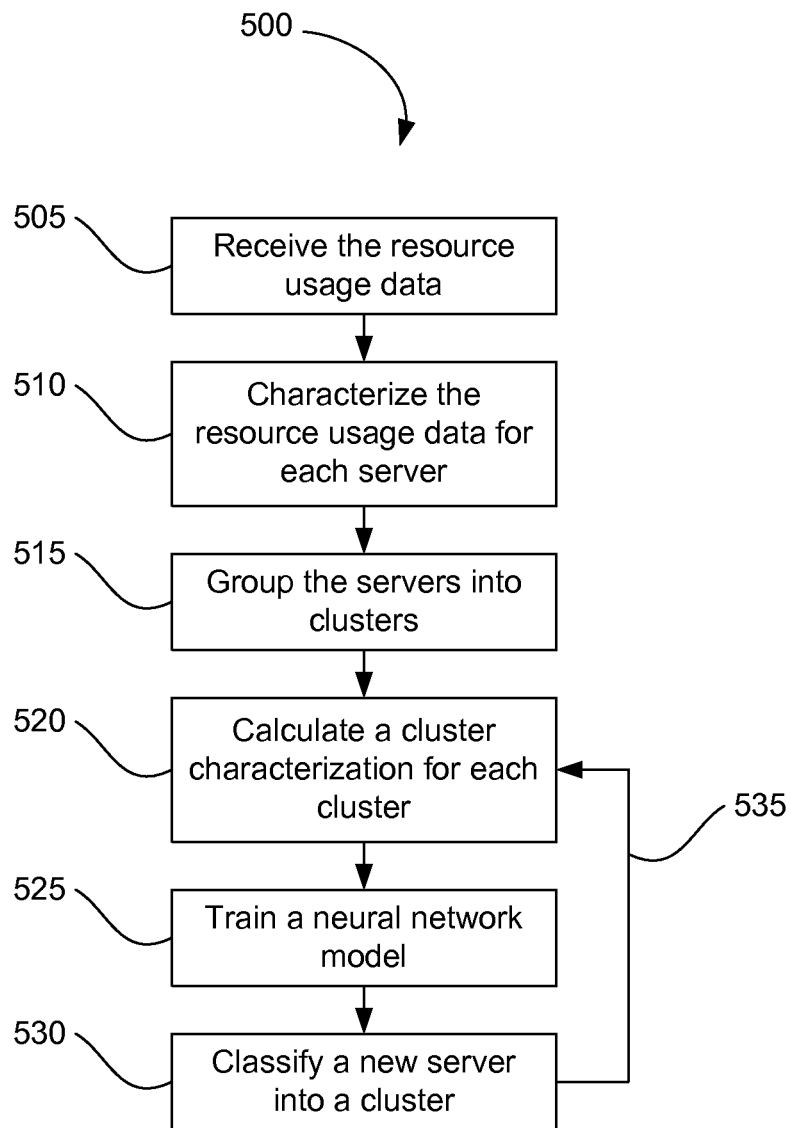 500
505
Receive the resource
usage data
510
Characterize the
resource usage data for
each server
515
Group the servers into
clusters
520
Calculate a cluster
characterization for each
cluster
535
525
Train a neural network
model
530
Classify a new server
into a cluster